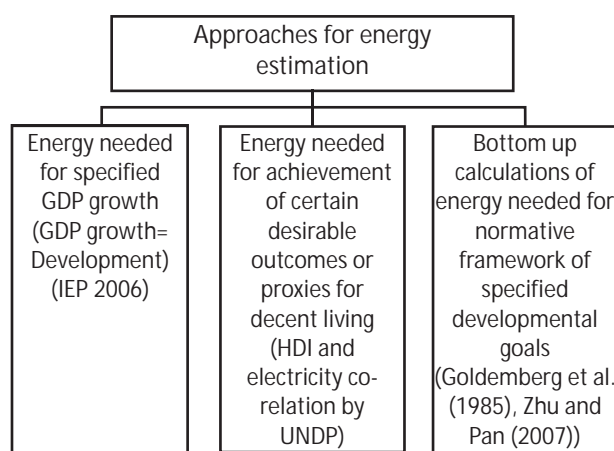 Approaches for energy
estimation
Energy needed
for specified
GDP growth
(GDP growth=
Development)
(IEP 2006)
Energy needed
for achievement
of certain
desirable
outcomes or
proxies for
decent living
(HDI and
electricity co-
relation by
UNDP)
Bottom up
calculations of
energy needed for
normative
framework of
specified
developmental
goals
(Goldemberg et al.
(1985), Zhu and
Pan (2007))